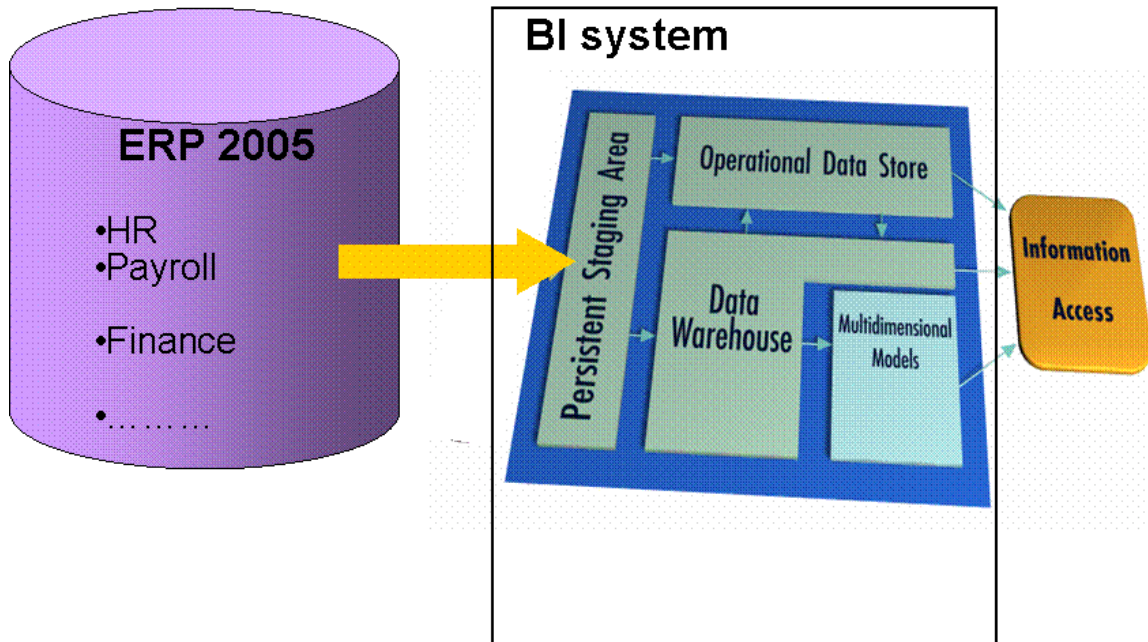 BI system
ERP 2005
•HR
•Payroll
•Finance
•………
Persistent Staging Area
Operational Data Store
Data
Warehouse
Multidimensional
Models
Information
Access